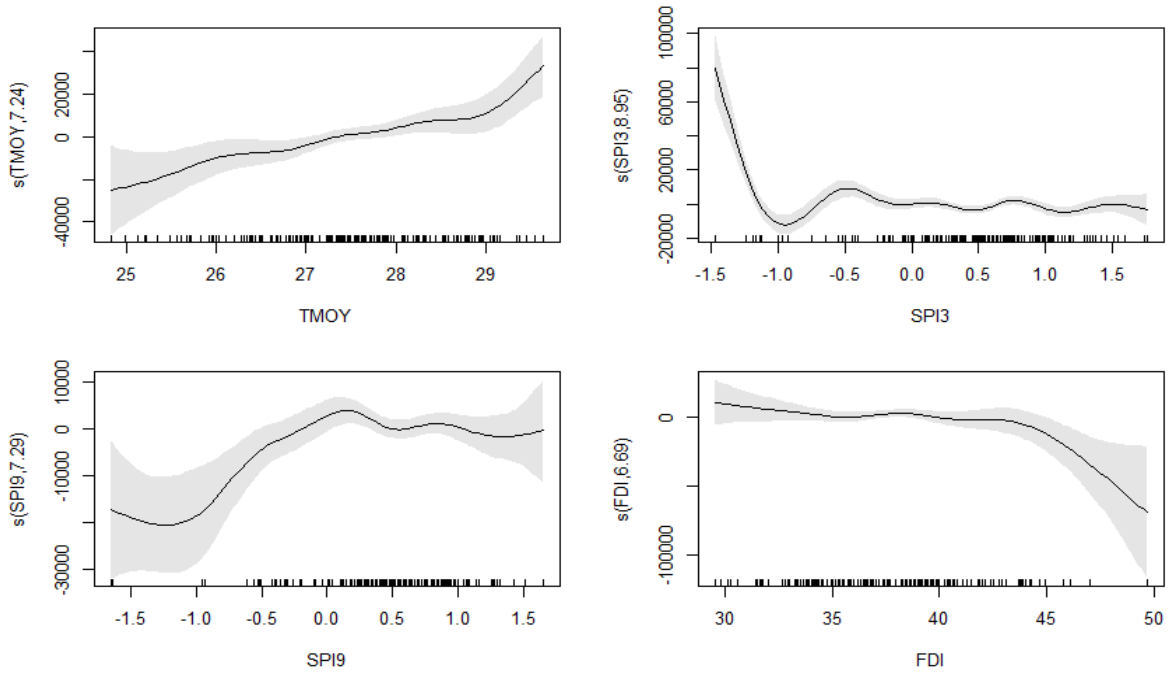 s(TMOY,7.24)
20000
0
-40000
25 26 27 28 29
TMOY
s(SPI3,8.95)
100000
60000
20000
-20000
-1.5 -1.0 -0.5 0.0 0.5 1.0 1.5
SPI3
s(SPI9,7.29)
10000
0
-10000
-30000
-1.5 -1.0 -0.5 0.0 0.5 1.0 1.5
SPI9
s(FDI,6.69)
0
-100000
30 35 40 45 50
FDI